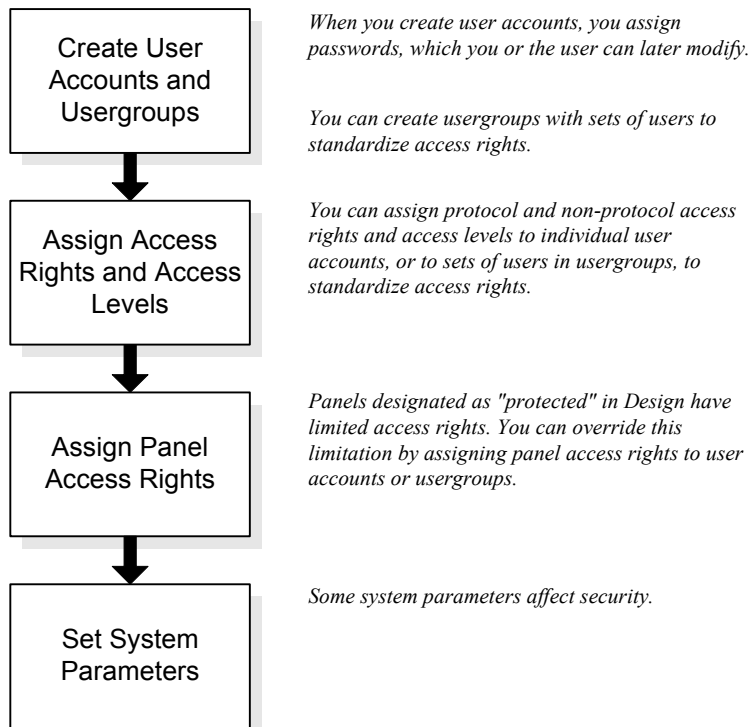 Create User
Accounts and
Usergroups
When you create user accounts, you assign
passwords, which you or the user can later modify.
You can create usergroups with sets of users to
standardize access rights.
Assign Access
Rights and Access
Levels
You can assign protocol and non-protocol access
rights and access levels to individual user
accounts, or to sets of users in usergroups, to
standardize access rights.
Assign Panel
Access Rights
Panels designated as "protected" in Design have
limited access rights. You can override this
limitation by assigning panel access rights to user
accounts or usergroups.
Set System
Parameters
Some system parameters affect security.